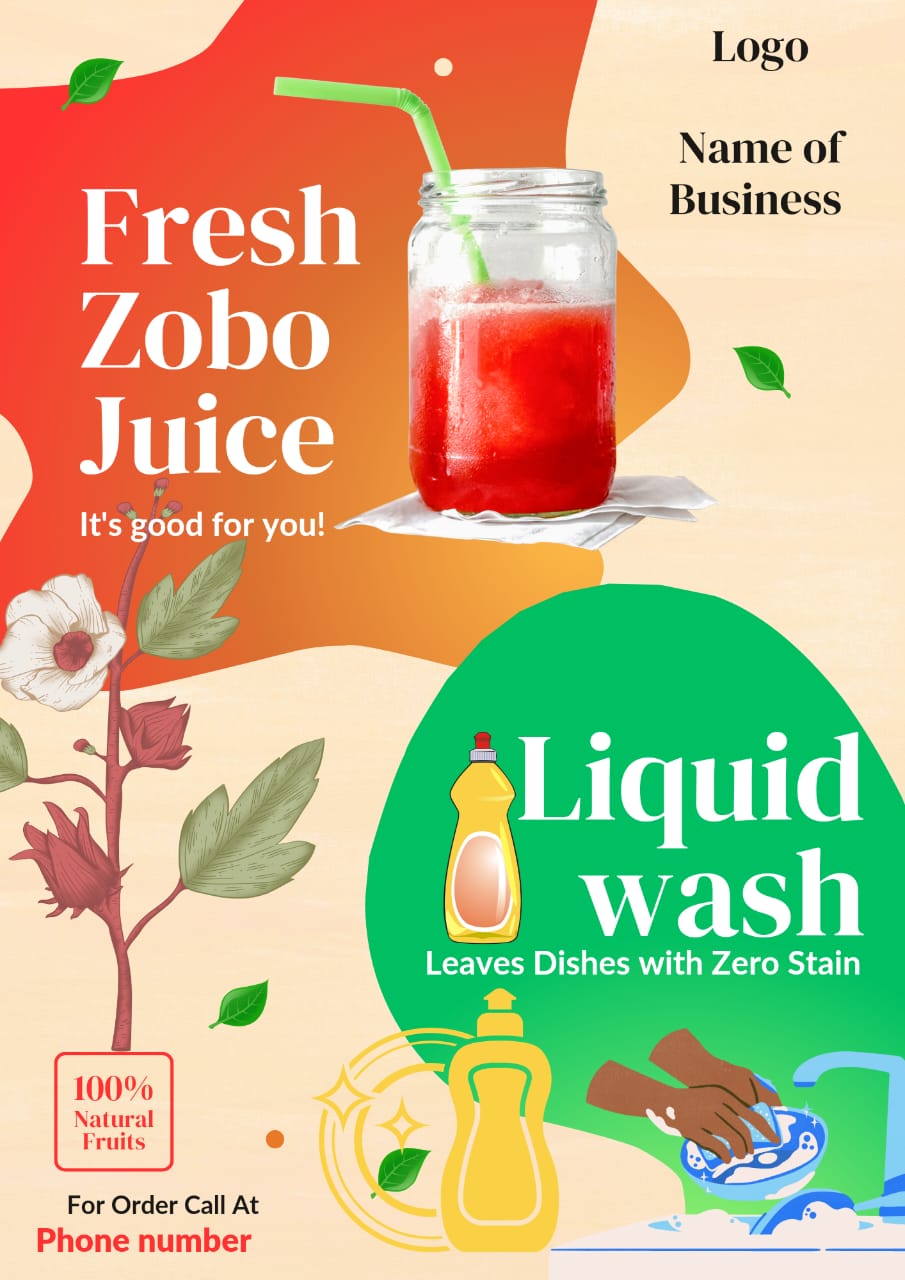 Logo
Name of
Business
Fresh
Zobo
Juice
It's good for you!
Liquid
wash
Leaves Dishes with Zero Stain
100%
Natural
Fruits
For Order Call At
Phone number